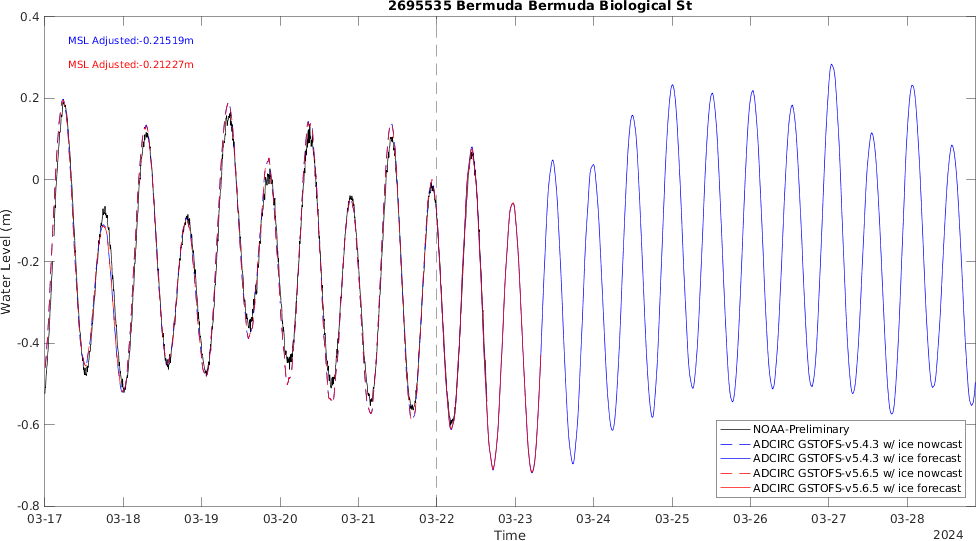 2695535 Bermuda Bermuda Biological St
MSL Adjusted:-0.21519m
MSL Adjusted:-0.21227m
Water Level (m)
0.4
0.2
0
-0.2
-0.4
-0.6
-0.8
NOAA-Preliminary
ADCIRC GSTOFS-v5.4.3 w/ ice nowcast
ADCIRC GSTOFS-v5.4.3 w/ ice forecast
ADCIRC GSTOFS-v5.6.5 w/ ice nowcast
ADCIRC GSTOFS-v5.6.5 w/ ice forecast
03-17 03-18 03-19 03-20 03-21 03-22 03-23 03-24 03-25 03-26 03-27 03-28
Time
2024